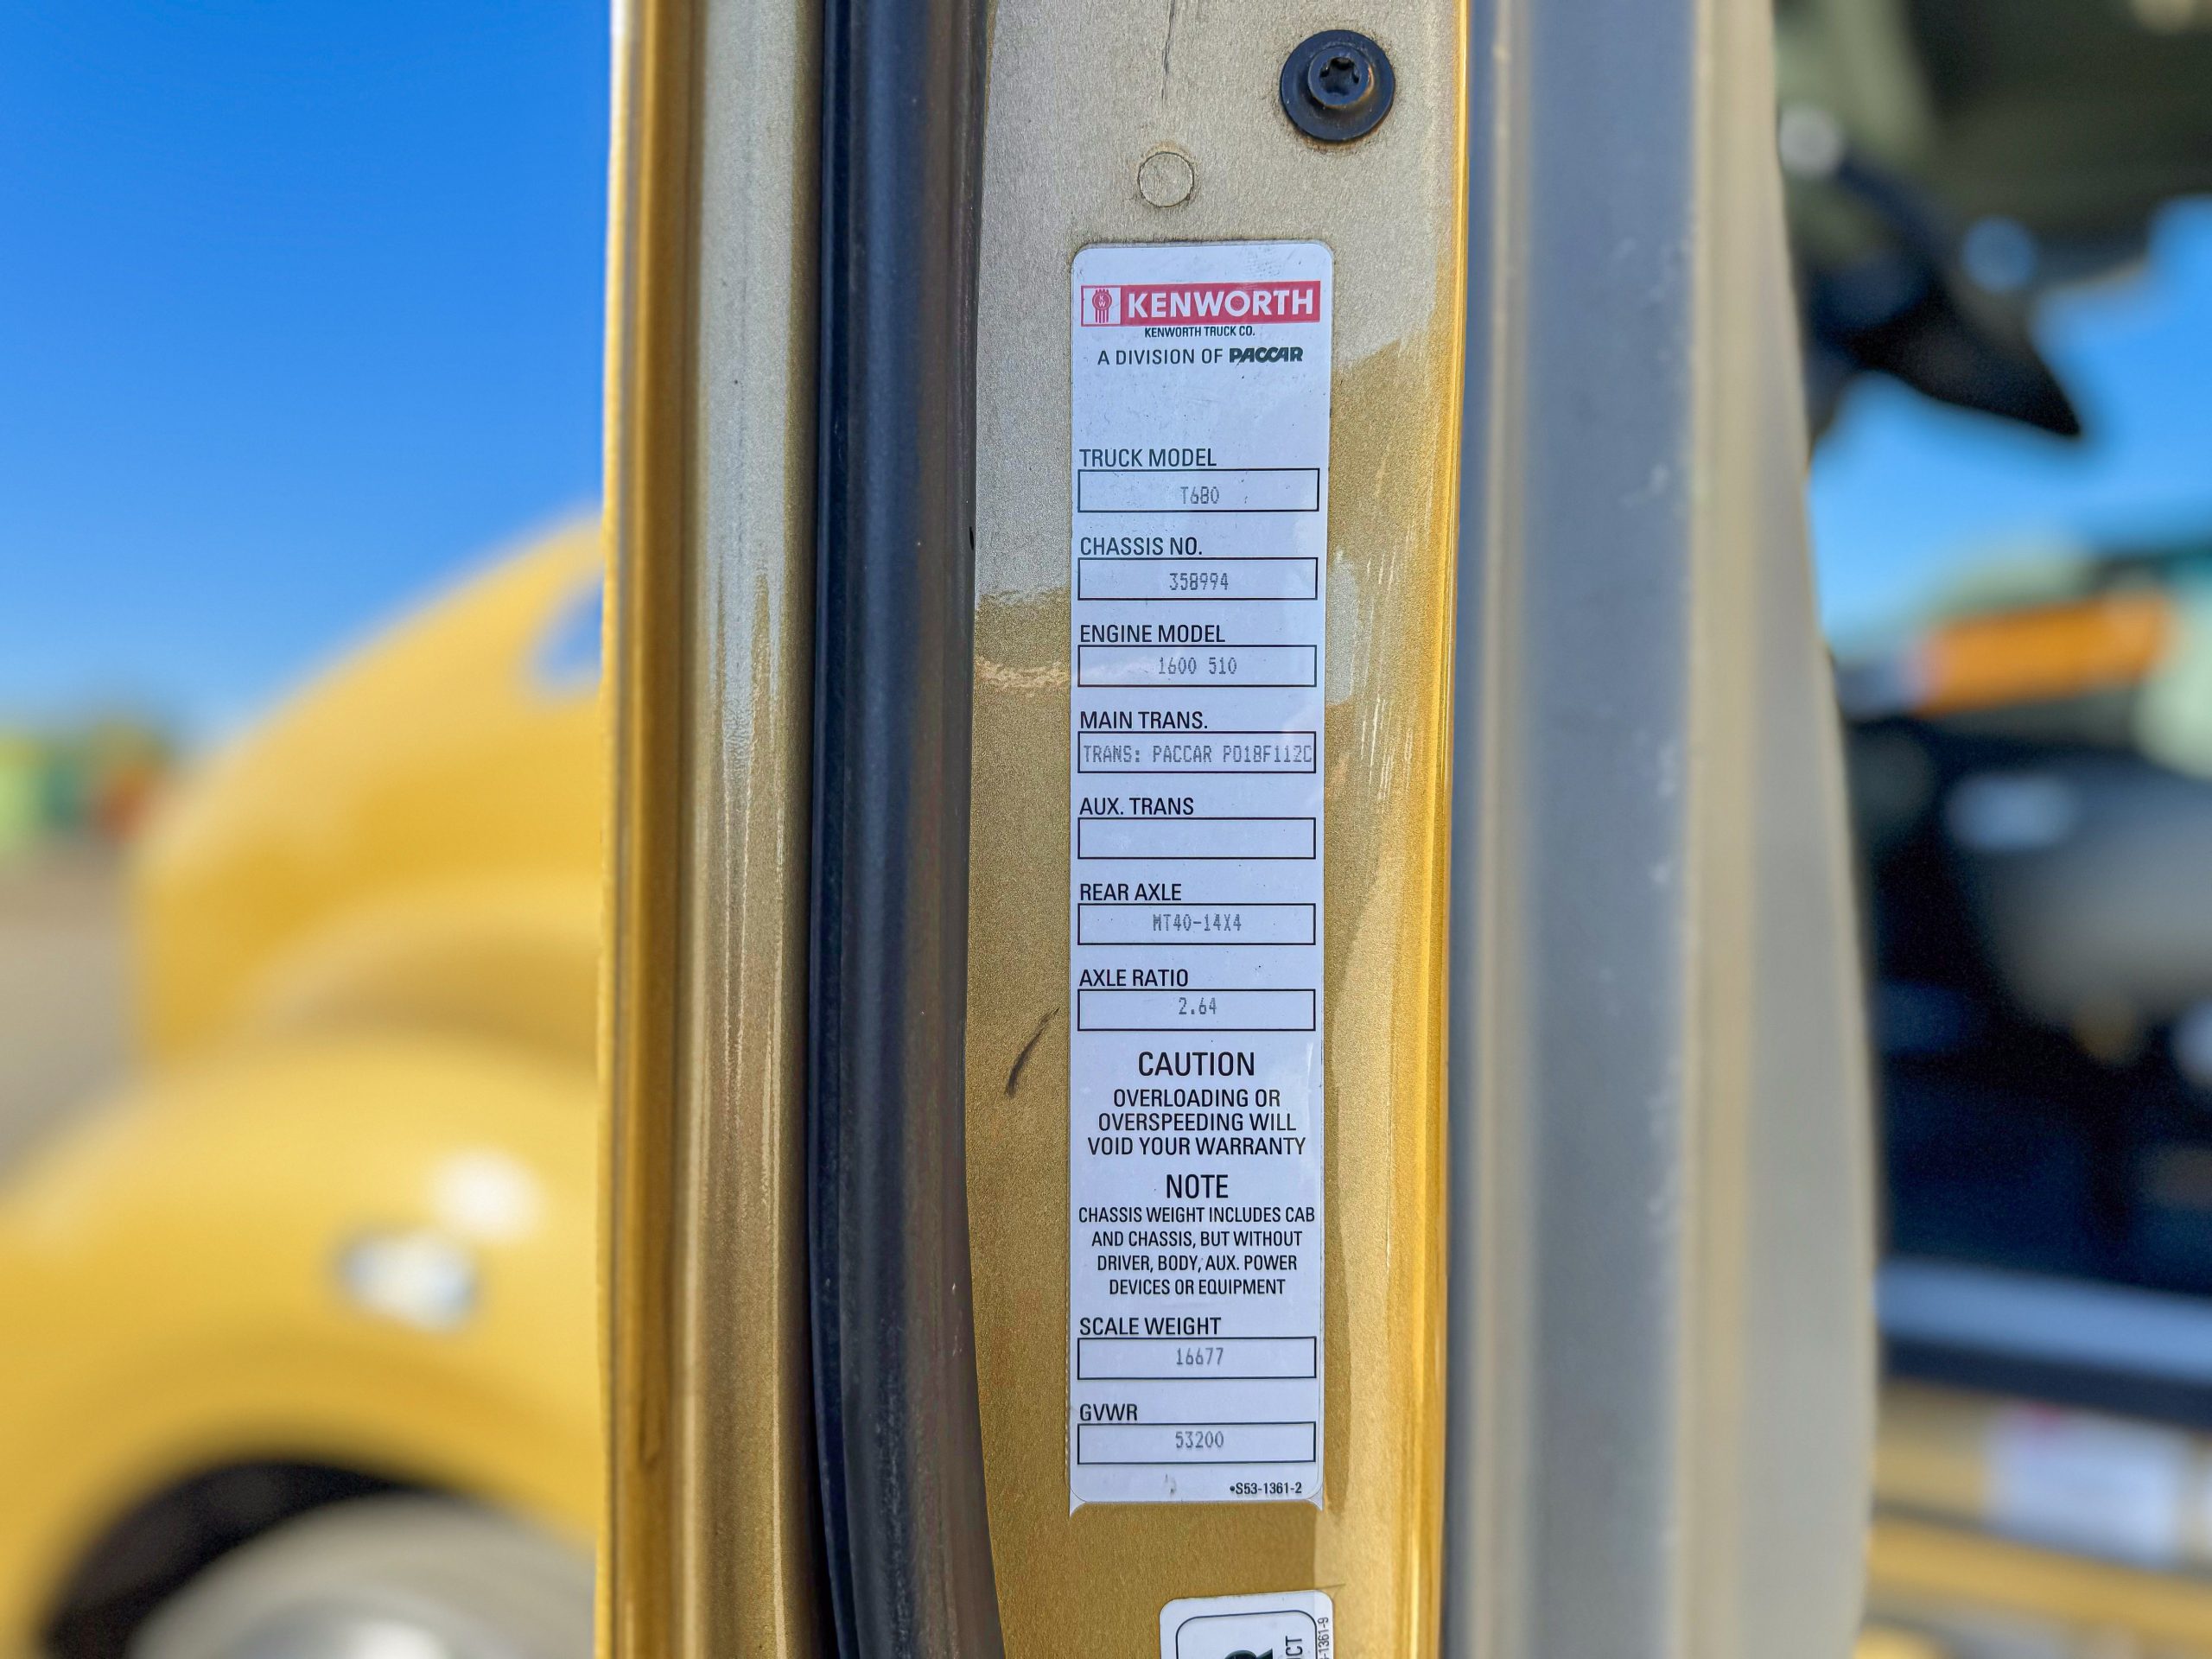 KENWORTH
KENWORTH TRUCK CO.
A DIVISION OF PACCAR
TRUCK MODEL
T680
CHASSIS NO.
358994
ENGINE MODEL
1600 510
MAIN TRANS.
TRANS: PACCAR PO18F112C
AUX. TRANS
REAR AXLE
MT40-14X4
AXLE RATIO
2.64
CAUTION
OVERLOADING OR
OVERSPEEDING WILL
VOID YOUR WARRANTY
NOTE
CHASSIS WEIGHT INCLUDES CAB
AND CHASSIS, BUT WITHOUT
DRIVER, BODY, AUX. POWER
DEVICES OR EQUIPMENT
SCALE WEIGHT
16677
GVWR
53200
•S53-1361-2